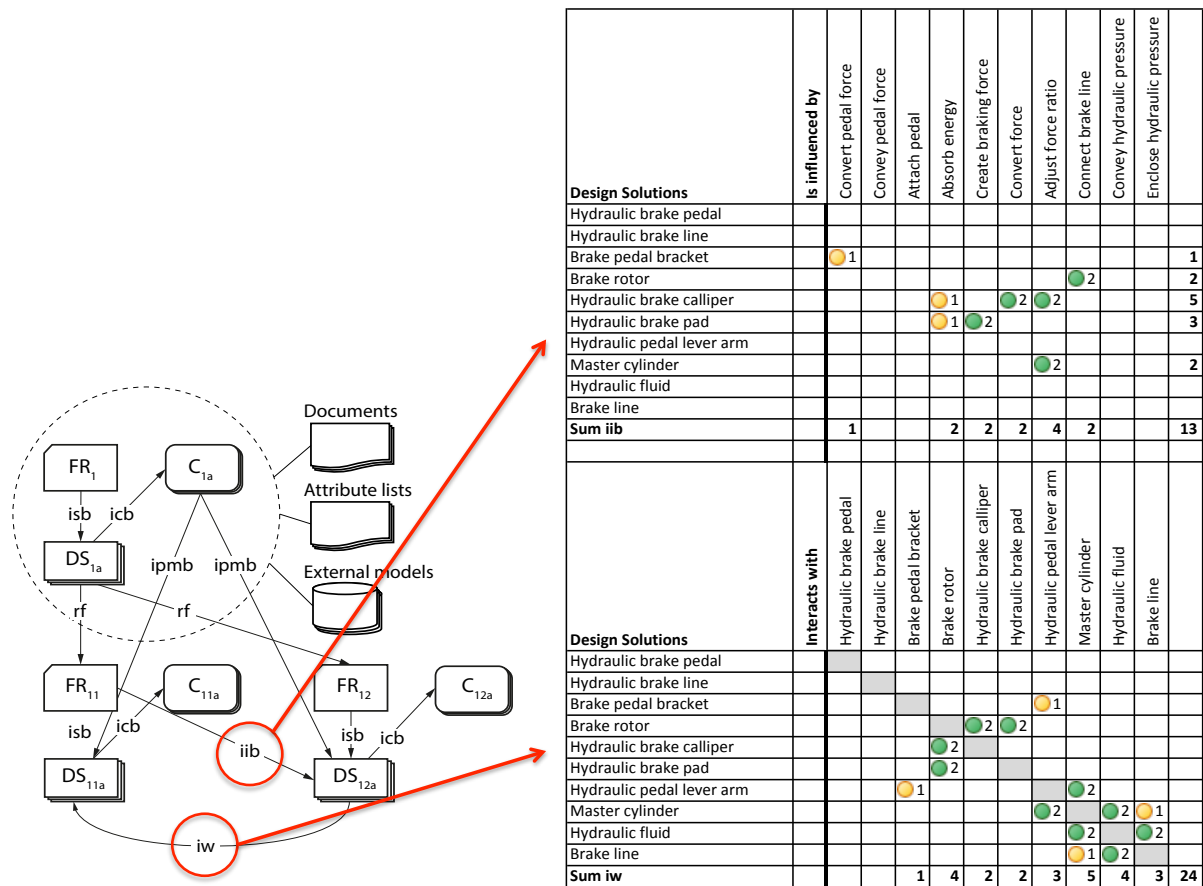 Documents
Attribute lists
External models
FR1
C1a
isb
icb
DS1a
ipmb
ipmb
rf
rf
FR11
C11a
FR12
C12a
isb
icb
iib
isb
icb
DS11a
DS12a
iw
Design Solutions
Is influenced by
Convert pedal force
Convey pedal force
Attach pedal
Absorb energy
Create braking force
Convert force
Adjust force ratio
Connect brake line
Convey hydraulic pressure
Enclose hydraulic pressure
Hydraulic brake pedal
Hydraulic brake line
Brake pedal bracket 1 1
Brake rotor 2 2
Hydraulic brake calliper 1 2 2 5
Hydraulic brake pad 1 2 3
Hydraulic pedal lever arm
Master cylinder 2 2
Hydraulic fluid
Brake line
Sum iib 1 2 2 2 4 2 13
Design Solutions
Interacts with
Hydraulic brake pedal
Hydraulic brake line
Brake pedal bracket
Brake rotor
Hydraulic brake calliper
Hydraulic brake pad
Hydraulic pedal lever arm
Master cylinder
Hydraulic fluid
Brake line
Hydraulic brake pedal
Hydraulic brake line
Brake pedal bracket 1
Brake rotor 2 2
Hydraulic brake calliper 2
Hydraulic brake pad 2
Hydraulic pedal lever arm 1 2
Master cylinder 2 2 1
Hydraulic fluid 2 2
Brake line 1 2
Sum iw 1 4 2 2 3 5 4 3 24